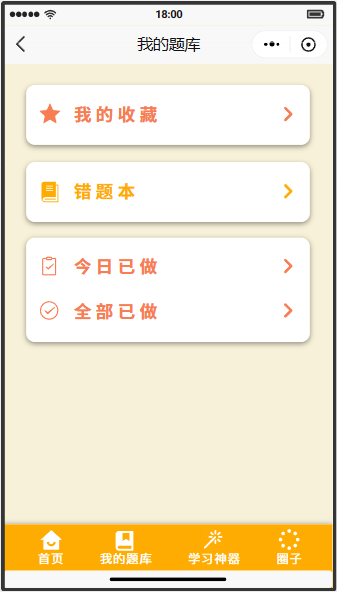 18:00
我的题库
我的收藏
错题本
今日已做
全部已做
首页 我的题库 学习神器 圈子